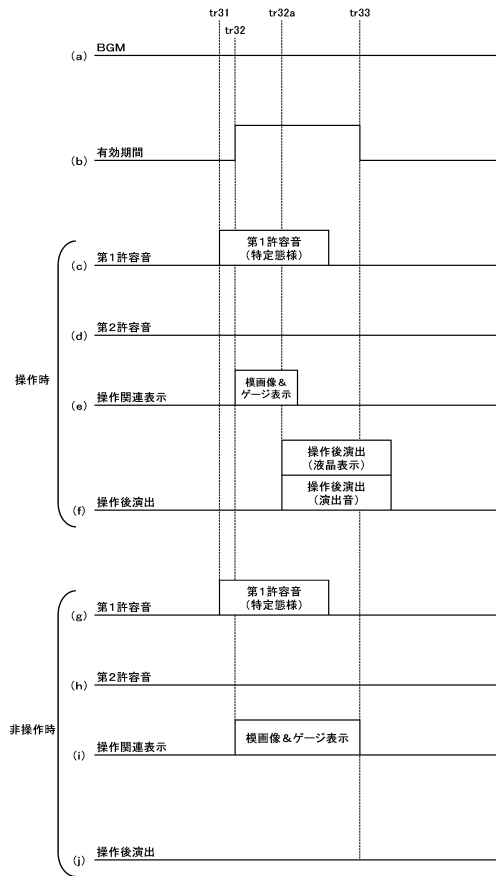 tr31 tr32a tr33
tr32
(a) BGM
(b) 有効期間
操作時
(c) 第1許容音
第1許容音
(特定態様)
(d) 第2許容音
(e) 操作関連表示
模画像&
ゲージ表示
(f) 操作後演出
操作後演出
(液晶表示)
操作後演出
(演出音)
非操作時
(g) 第1許容音
第1許容音
(特定態様)
(h) 第2許容音
(i) 操作関連表示
模画像&ゲージ表示
(j) 操作後演出